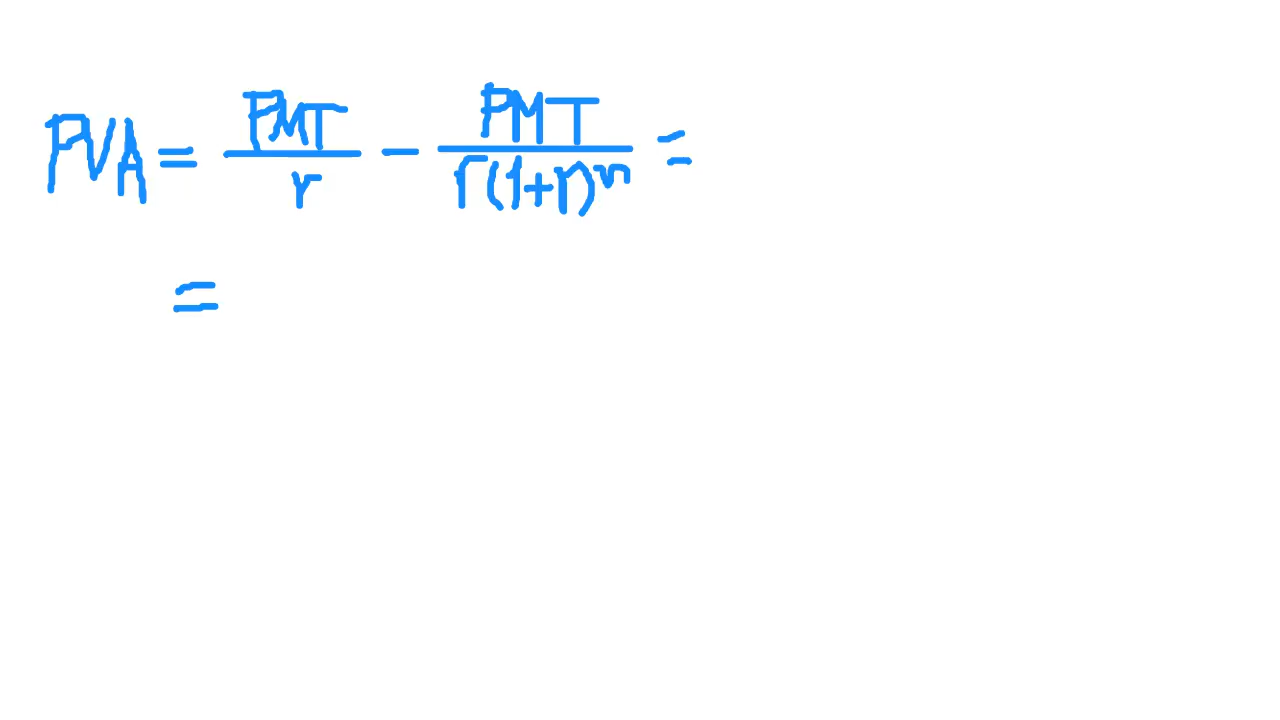 PVA = PMT/r - PMT/r(1+r)^n =
=